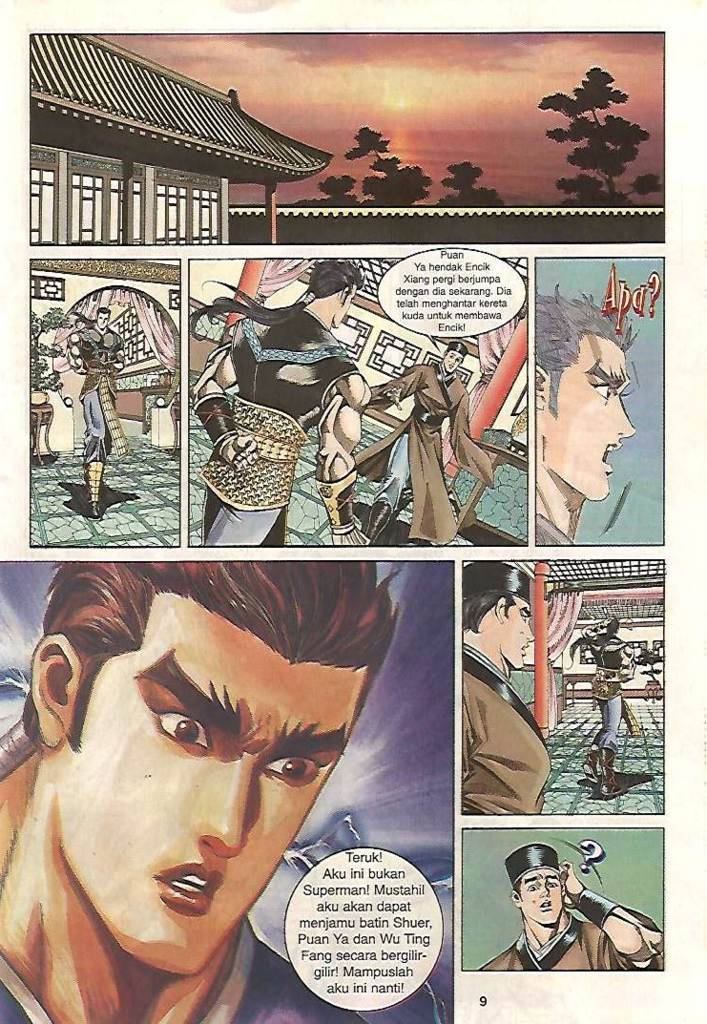 Puan
Ya hendak Encik
Xiang pergi berjumpa
dengan dia sekarang. Dia
telah menghantar kereta
kuda untuk membawa
Encik!
Apa?
Teruk!
Aku ini bukan
Superman! Mustahil
aku akan dapat
menjamu batin Shuer,
Puan Ya dan Wu Ting
Fang secara bergilir-
gilir! Mampuslah
aku ini nanti!
?
9